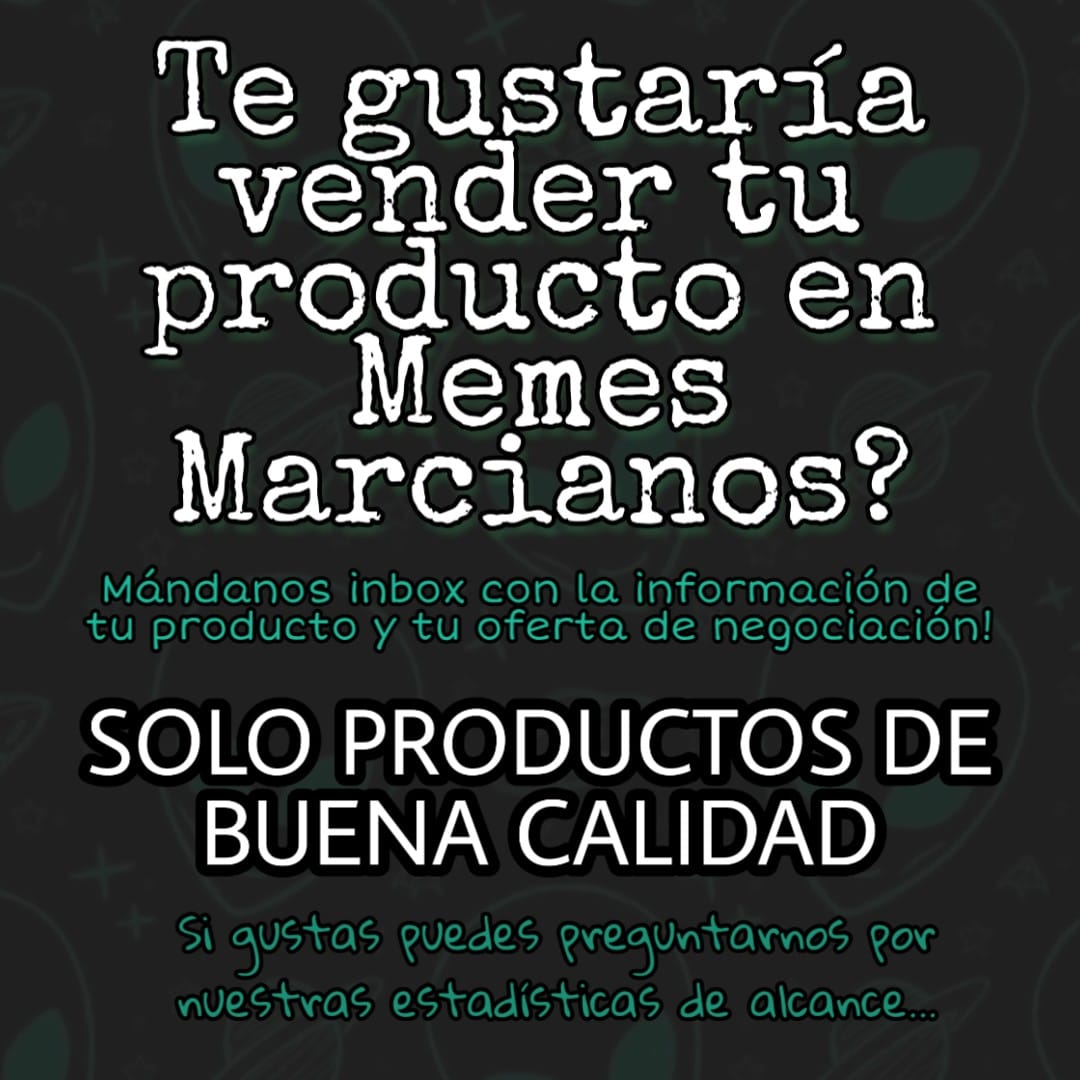 Te gustaría
vender tu
producto en
Memes
Marcianos?
Mándanos inbox con la información de
tu producto y tu oferta de negociación!
SOLO PRODUCTOS DE
BUENA CALIDAD
Si gustas puedes preguntarnos por
nuestras estadísticas de alcance...